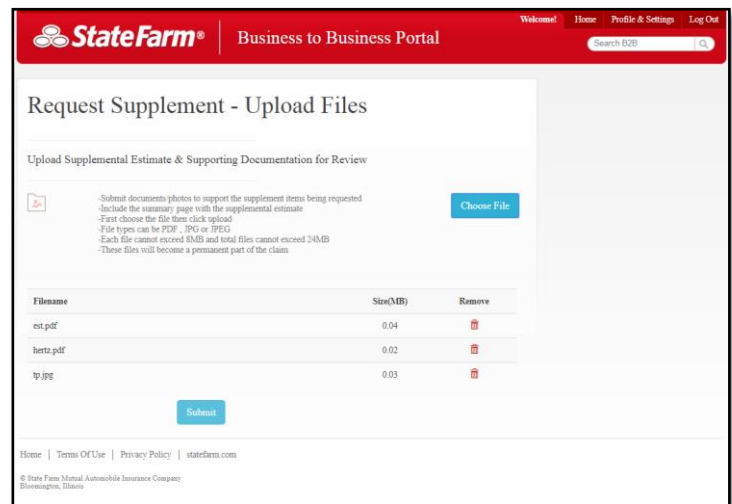 Welcome! Home Profile & Settings Log Out
StateFarm® Business to Business Portal
Search B2B
Request Supplement - Upload Files
Upload Supplemental Estimate & Supporting Documentation for Review
-Submit documents/photos to support the supplement items being requested
-Include the summary page with the supplemental estimate
-First choose the file then click upload
-File types can be PDF , JPG or JPEG
-Each file cannot exceed 8MB and total files cannot exceed 24MB
-These files will become a permanent part of the claim
Choose File
Filename Size(MB) Remove
est.pdf 0.04
hertz.pdf 0.02
tp.jpg 0.03
Submit
Home | Terms Of Use | Privacy Policy | statefarm.com
© State Farm Mutual Automobile Insurance Company
Bloomington, Illinois